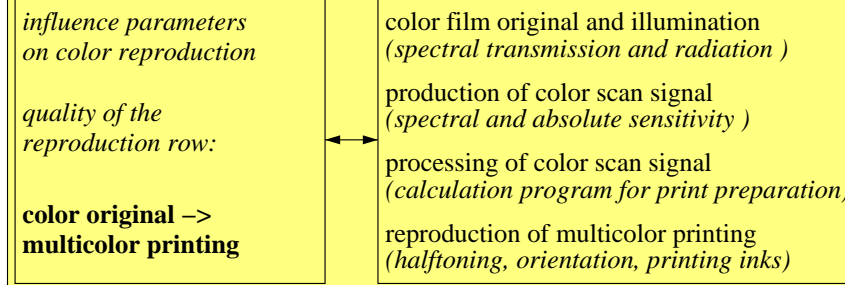 influence parameters
on color reproduction
quality of the
reproduction row:
color original –>
multicolor printing
color film original and illumination
(spectral transmission and radiation )
production of color scan signal
(spectral and absolute sensitivity )
processing of color scan signal
(calculation program for print preparation)
reproduction of multicolor printing
(halftoning, orientation, printing inks)